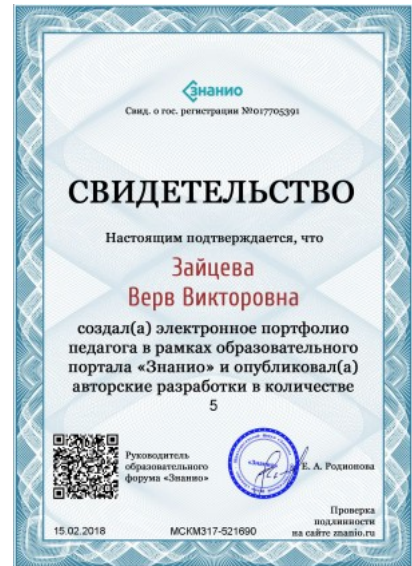 Знанио
Свид. о гос. регистрации №017705391
СВИДЕТЕЛЬСТВО
Настоящим подтверждается, что
Зайцева
Верв Викторовна
создал(а) электронное портфолио
педагога в рамках образовательного
портала «Знанио» и опубликовал(а)
авторские разработки в количестве
5
Руководитель
образовательного
форума «Знанио»
«Знанио»
Е. А. Родионова
15.02.2018
МСКМ317-521690
Проверка
подлинности
на сайте znanio.ru